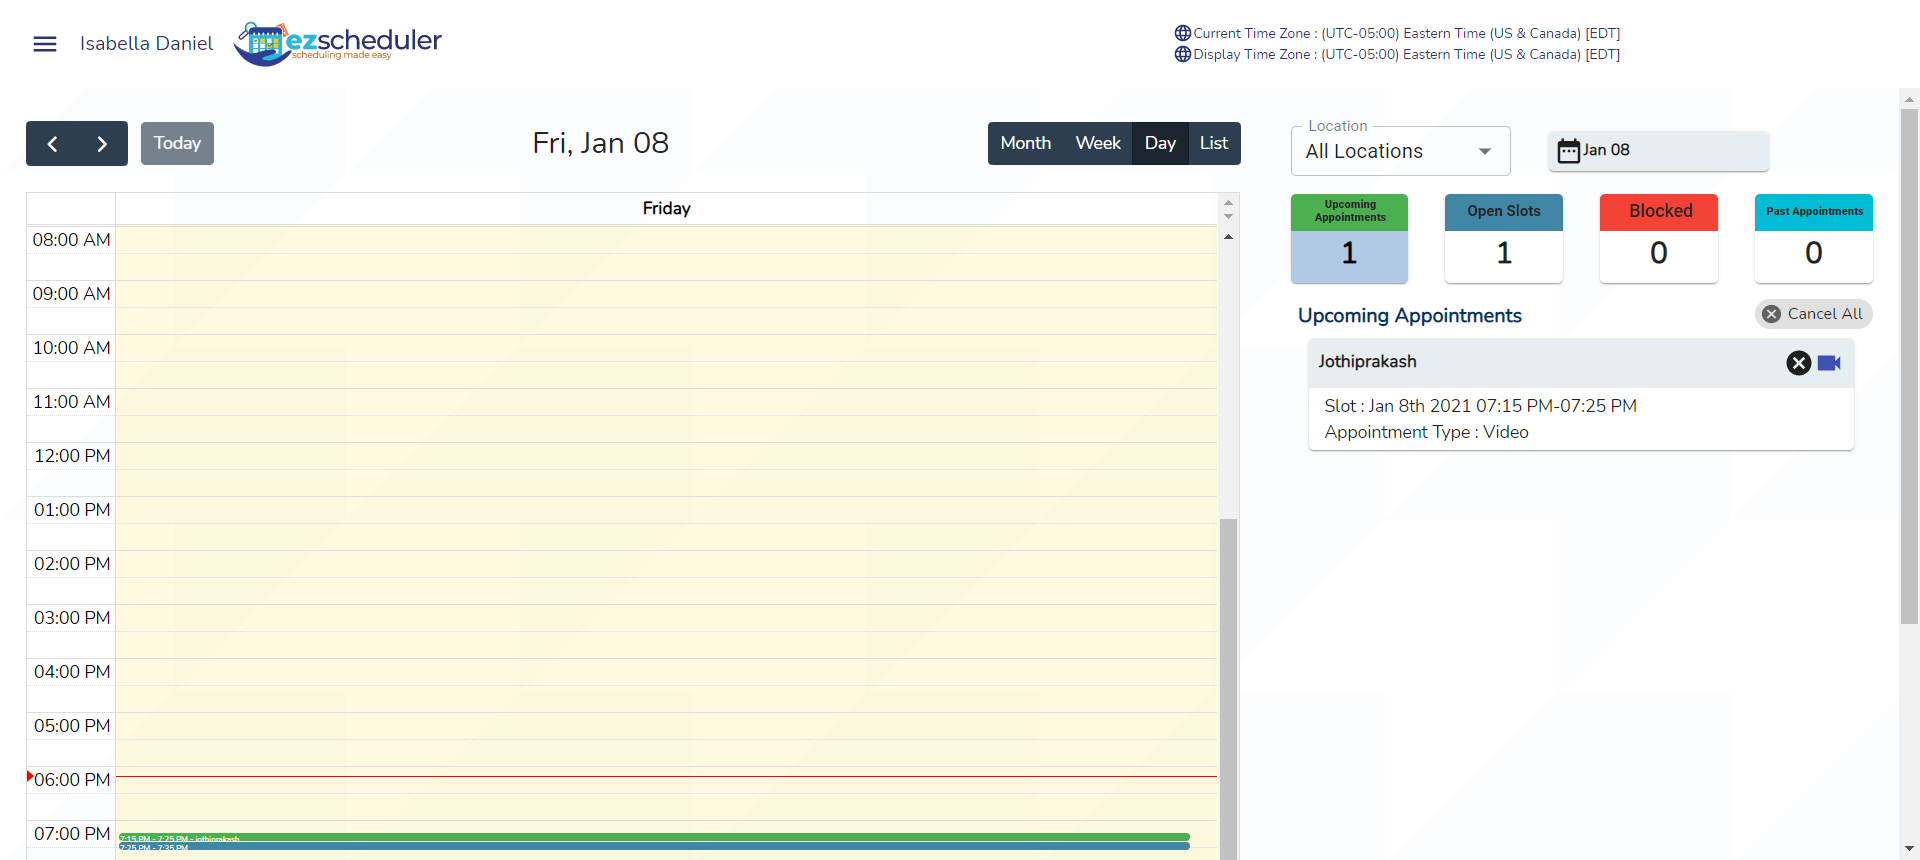 Isabella Daniel
ezscheduler
scheduling made easy
Current Time Zone : (UTC-05:00) Eastern Time (US & Canada) [EDT]
Display Time Zone : (UTC-05:00) Eastern Time (US & Canada) [EDT]
Today
Fri, Jan 08
Month Week Day List
Friday
08:00 AM
09:00 AM
10:00 AM
11:00 AM
12:00 PM
01:00 PM
02:00 PM
03:00 PM
04:00 PM
05:00 PM
06:00 PM
07:00 PM
7:15 PM - 7:25 PM - jothiprakash
7:25 PM - 7:35 PM
Location
All Locations
Jan 08
Upcoming
Appointments
1
Open Slots
1
Blocked
0
Past Appointments
0
Upcoming Appointments
Cancel All
Jothiprakash
Slot : Jan 8th 2021 07:15 PM-07:25 PM
Appointment Type : Video